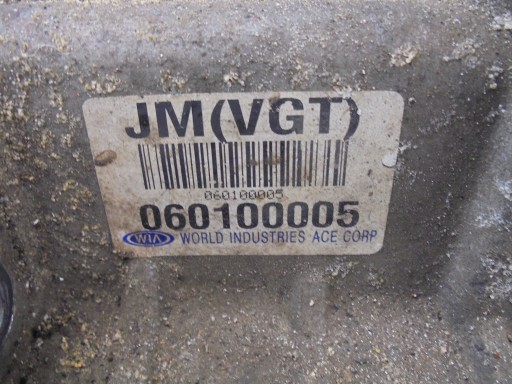 JM(VGT)
060100005
060100005
WIA WORLD INDUSTRIES ACE CORP